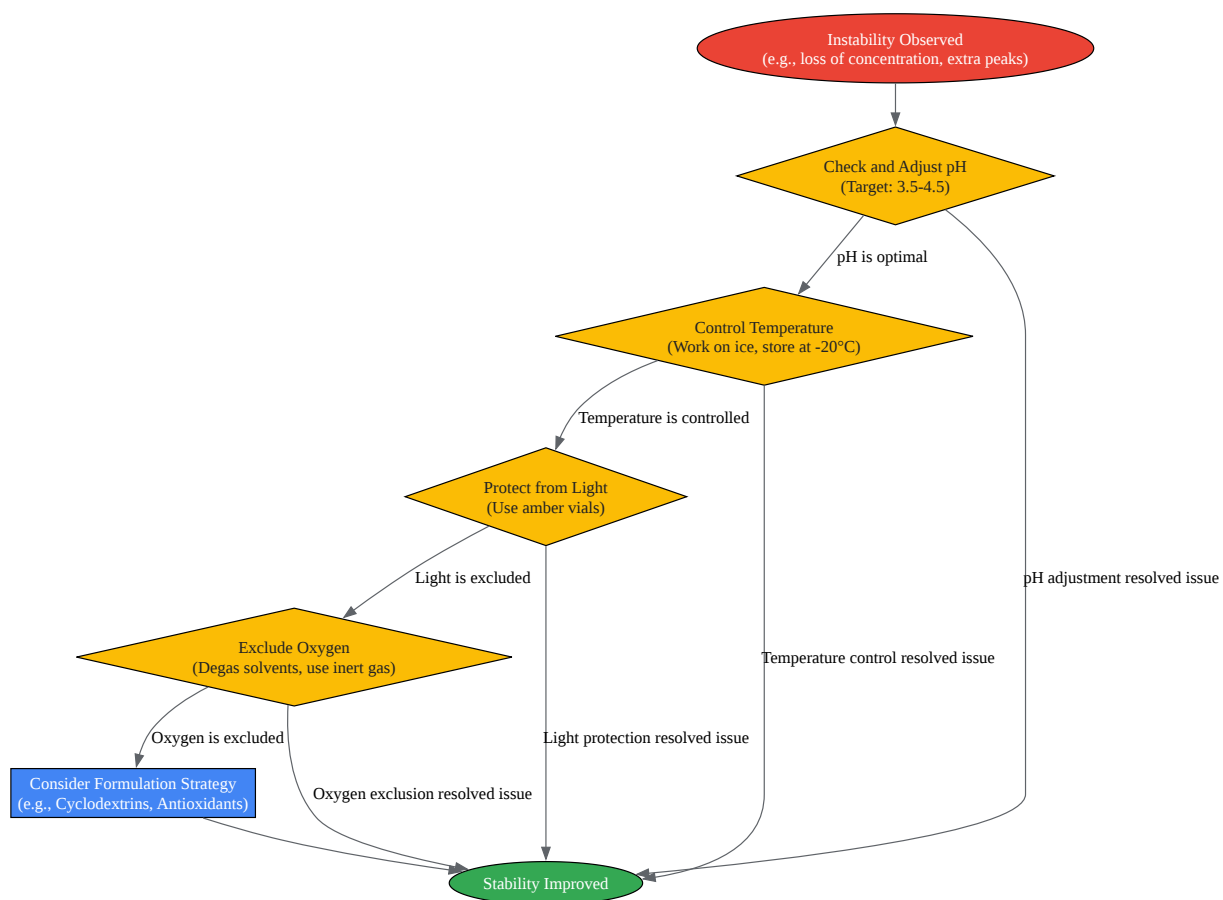 Instability Observed
(e.g., loss of concentration, extra peaks)
Check and Adjust pH
(Target: 3.5-4.5)
pH is optimal
Control Temperature
(Work on ice, store at -20°C)
Temperature is controlled
Protect from Light
(Use amber vials)
Light is excluded
pH adjustment resolved issue
Exclude Oxygen
(Degas solvents, use inert gas)
Temperature control resolved issue
Oxygen is excluded
Light protection resolved issue
Consider Formulation Strategy
(e.g., Cyclodextrins, Antioxidants)
Oxygen exclusion resolved issue
Stability Improved